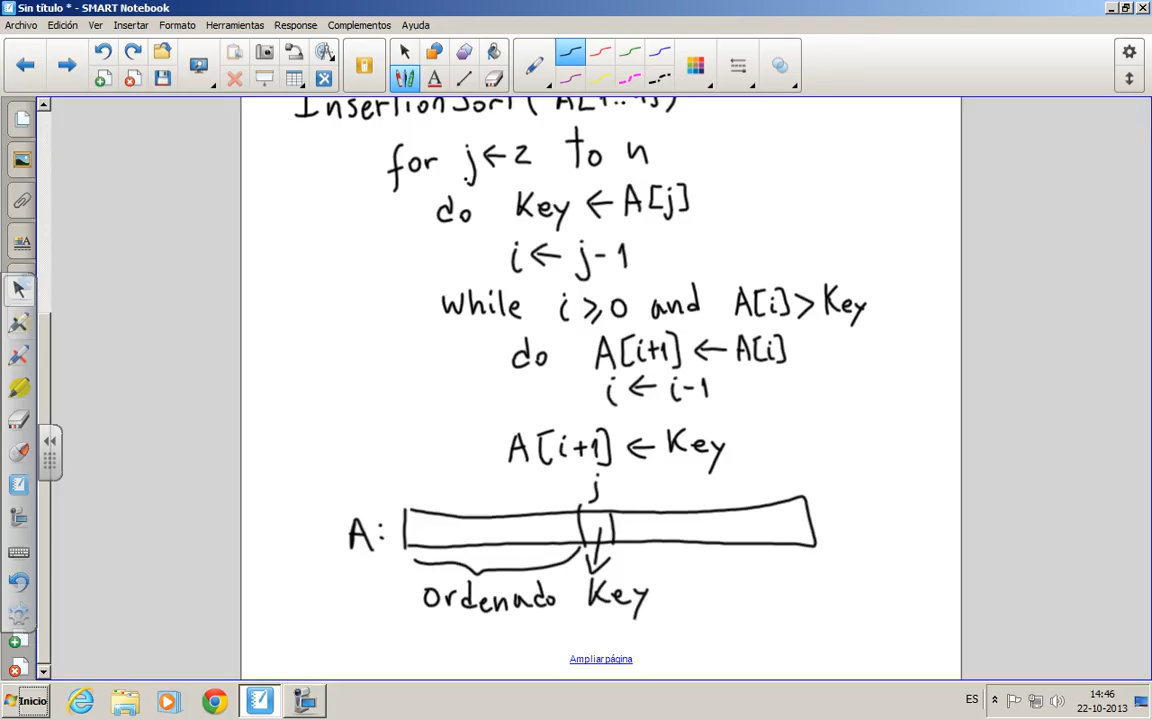 Sin título * - SMART Notebook
Archivo Edición Ver Insertar Formato Herramientas Response Complementos Ayuda
InsertionSort ( A[1..n])
for j ← 2 to n
do Key ← A[j]
i ← j-1
while i ≥ 0 and A[i] > Key
do A[i+1] ← A[i]
i ← i-1
A[i+1] ← Key
j
A:
ordenado Key
Ampliar página
Inicio
ES
14:46
22-10-2013